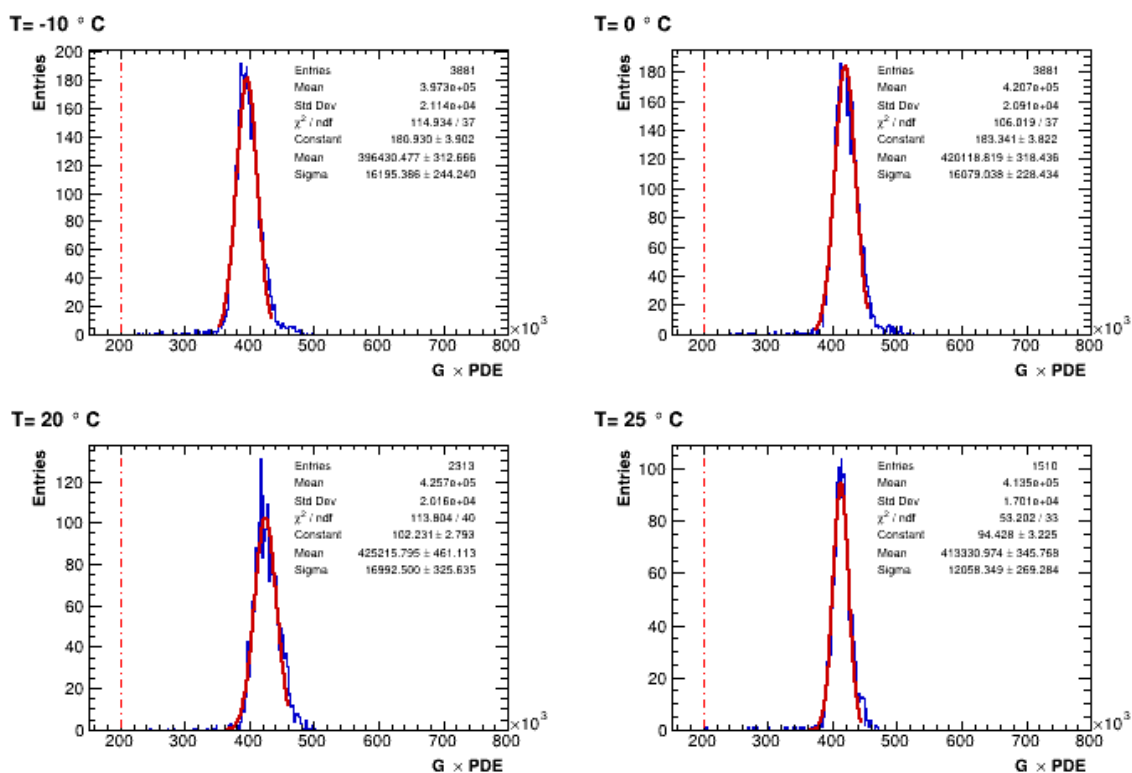 T= -10 ° C
Entries
200
180
160
140
120
100
80
60
40
20
0
Entries 3881
Mean 3.973e+05
Std Dev 2.114e+04
χ² / ndf 114.934 / 37
Constant 180.930 ± 3.902
Mean 396430.477 ± 312.666
Sigma 16195.386 ± 244.240
200 300 400 500 600 700 800
×10³
G × PDE
T= 0 ° C
Entries
180
160
140
120
100
80
60
40
20
0
Entries 3881
Mean 4.207e+05
Std Dev 2.091e+04
χ² / ndf 106.019 / 37
Constant 183.341 ± 3.822
Mean 420118.819 ± 318.436
Sigma 16079.038 ± 228.434
200 300 400 500 600 700 800
×10³
G × PDE
T= 20 ° C
Entries
120
100
80
60
40
20
0
Entries 2313
Mean 4.257e+05
Std Dev 2.016e+04
χ² / ndf 113.804 / 40
Constant 102.231 ± 2.793
Mean 425215.795 ± 461.113
Sigma 16992.500 ± 325.635
200 300 400 500 600 700 800
×10³
G × PDE
T= 25 ° C
Entries
100
80
60
40
20
0
Entries 1510
Mean 4.135e+05
Std Dev 1.701e+04
χ² / ndf 53.202 / 33
Constant 94.428 ± 3.225
Mean 413330.974 ± 345.768
Sigma 12058.349 ± 269.284
200 300 400 500 600 700 800
×10³
G × PDE